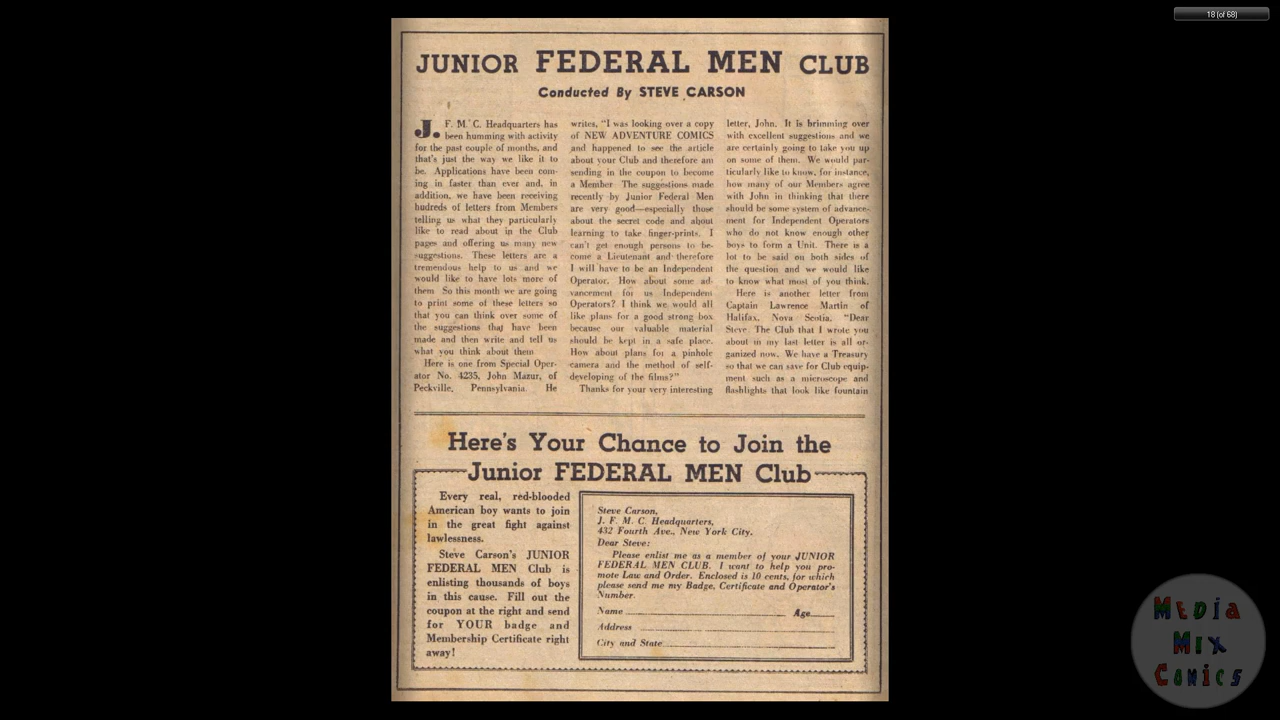 18 (of 68)
JUNIOR FEDERAL MEN CLUB
Conducted By STEVE CARSON
J. F. M. C. Headquarters has
been humming with activity
for the past couple of months, and
that's just the way we like it to
be. Applications have been com-
ing in faster than ever and, in
addition, we have been receiving
hudreds of letters from Members
telling us what they particularly
like to read about in the Club
pages and offering us many new
suggestions. These letters are a
tremendous help to us and we
would like to have lots more of
them So this month we are going
to print some of these letters so
that you can think over some of
the suggestions that have been
made and then write and tell us
what you think about them
Here is one from Special Oper-
ator No. 4235, John Mazur, of
Peckville, Pennsylvania. He
writes, "I was looking over a copy
of NEW ADVENTURE COMICS
and happened to see the article
about your Club and therefore am
sending in the coupon to become
a Member The suggestions made
recently by Junior Federal Men
are very good—especially those
about the secret code and about
learning to take finger-prints. I
can't get enough persons to be-
come a Lieutenant and therefore
I will have to be an Independent
Operator. How about some ad-
vancement for us Independent
Operators? I think we would all
like plans for a good strong box
because our valuable material
should be kept in a safe place.
How about plans for a pinhole
camera and the method of self-
developing of the films?"
Thanks for your very interesting
letter, John. It is brimming over
with excellent suggestions and we
are certainly going to take you up
on some of them. We would par-
ticularly like to know, for instance,
how many of our Members agree
with John in thinking that there
should be some system of advance-
ment for Independent Operators
who do not know enough other
boys to form a Unit. There is a
lot to be said on both sides of
the question and we would like
to know what most of you think.
Here is another letter from
Captain Lawrence Martin of
Halifax, Nova Scotia. "Dear
Steve. The Club that I wrote you
about in my last letter is all or-
ganized now. We have a Treasury
so that we can save for Club equip-
ment such as a microscope and
flashlights that look like fountain
Here's Your Chance to Join the
Junior FEDERAL MEN Club
Every real, red-blooded
American boy wants to join
in the great fight against
lawlessness.
Steve Carson's JUNIOR
FEDERAL MEN Club is
enlisting thousands of boys
in this cause. Fill out the
coupon at the right and send
for YOUR badge and
Membership Certificate right
away!
Steve Carson,
J. F. M. C. Headquarters,
432 Fourth Ave., New York City.
Dear Steve:
Please enlist me as a member of your JUNIOR
FEDERAL MEN CLUB. I want to help you pro-
mote Law and Order. Enclosed is 10 cents, for which
please send me my Badge, Certificate and Operator's
Number.
Name Age
Address
City and State
MEDIA
MIX
COMICS